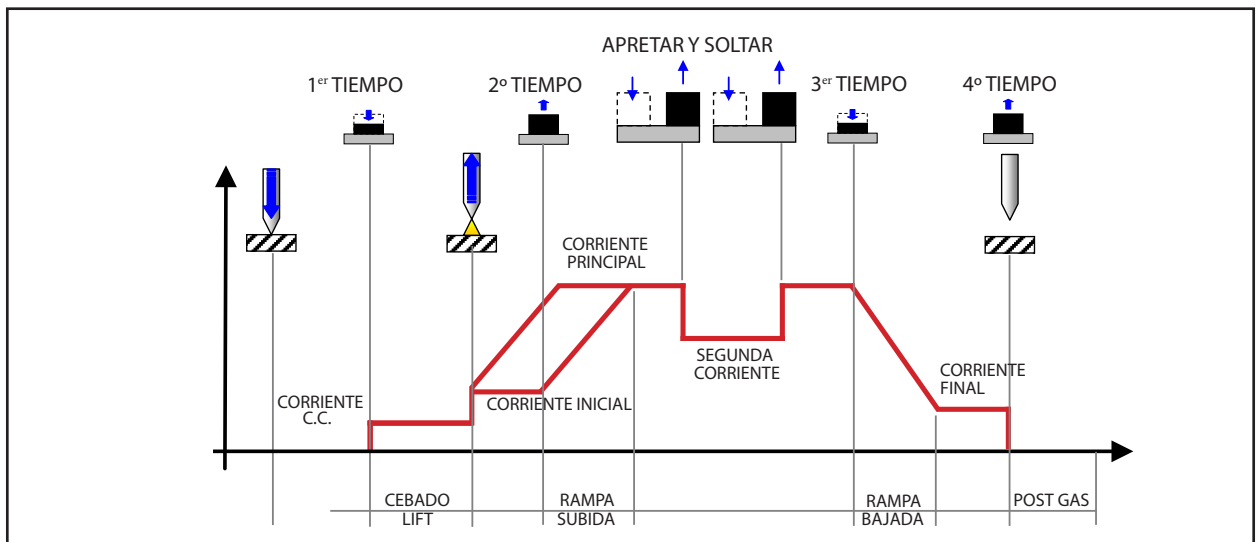 APRETAR Y SOLTAR
1er TIEMPO
2º TIEMPO
3er TIEMPO
4º TIEMPO
CORRIENTE
PRINCIPAL
SEGUNDA
CORRIENTE
CORRIENTE
FINAL
CORRIENTE
C.C.
CORRIENTE INICIAL
CEBADO
LIFT
RAMPA
SUBIDA
RAMPA
BAJADA
POST GAS